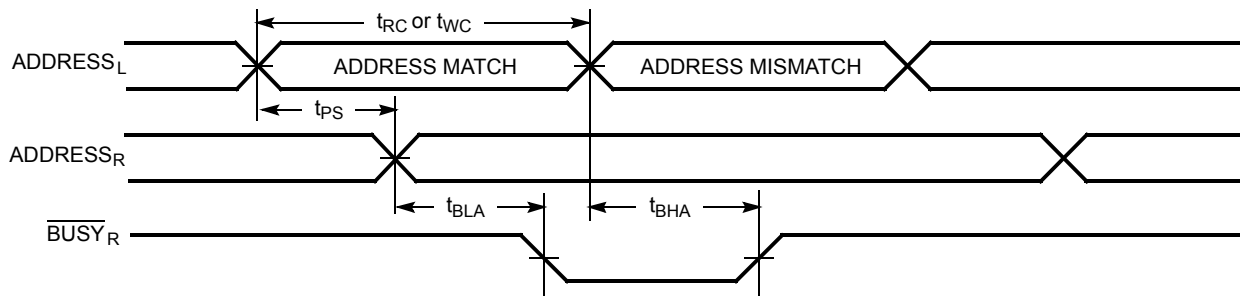 tRC or tWC
ADDRESSL
ADDRESS MATCH
ADDRESS MISMATCH
tPS
ADDRESSR
tBLA
tBHA
BUSYR